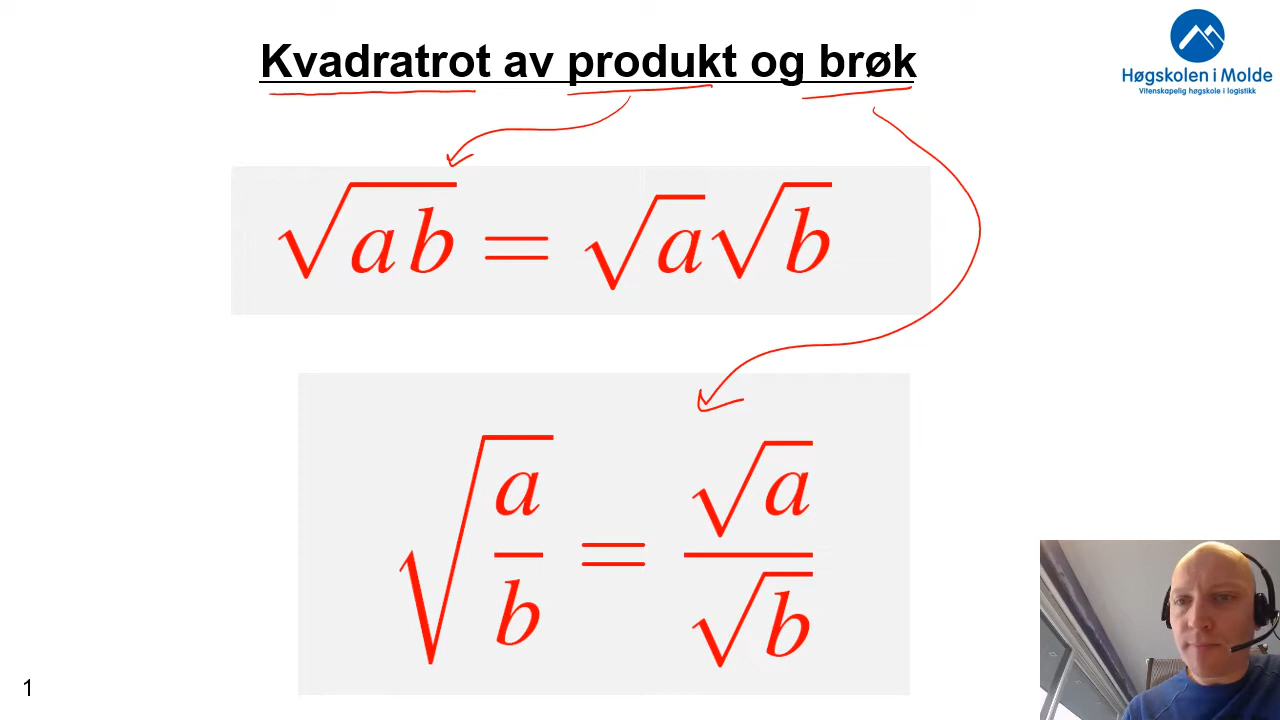 Kvadratrot av produkt og brøk
Høgskolen i Molde
Vitenskapelig høgskole i logistikk
√ab = √a√b
√(a/b) = √a/√b
1